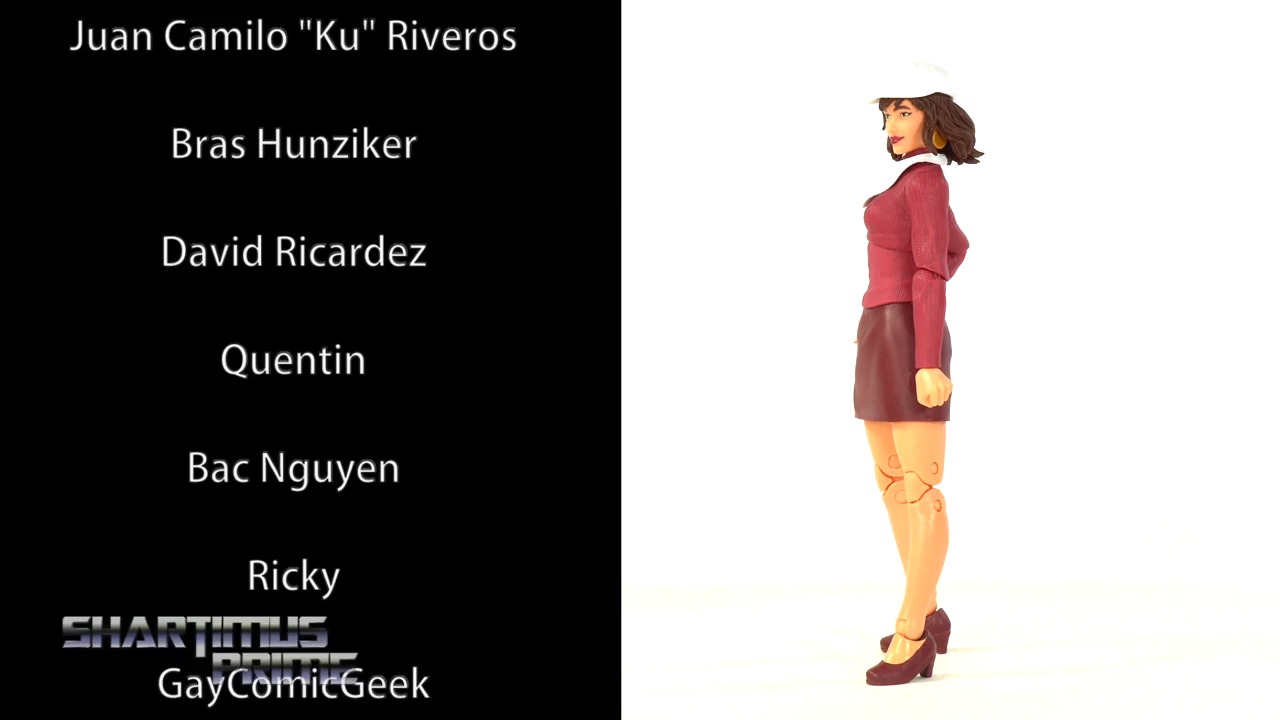 Juan Camilo "Ku" Riveros
Bras Hunziker
David Ricardez
Quentin
Bac Nguyen
Ricky
SHARTIMUS
PRIME
GayComicGeek